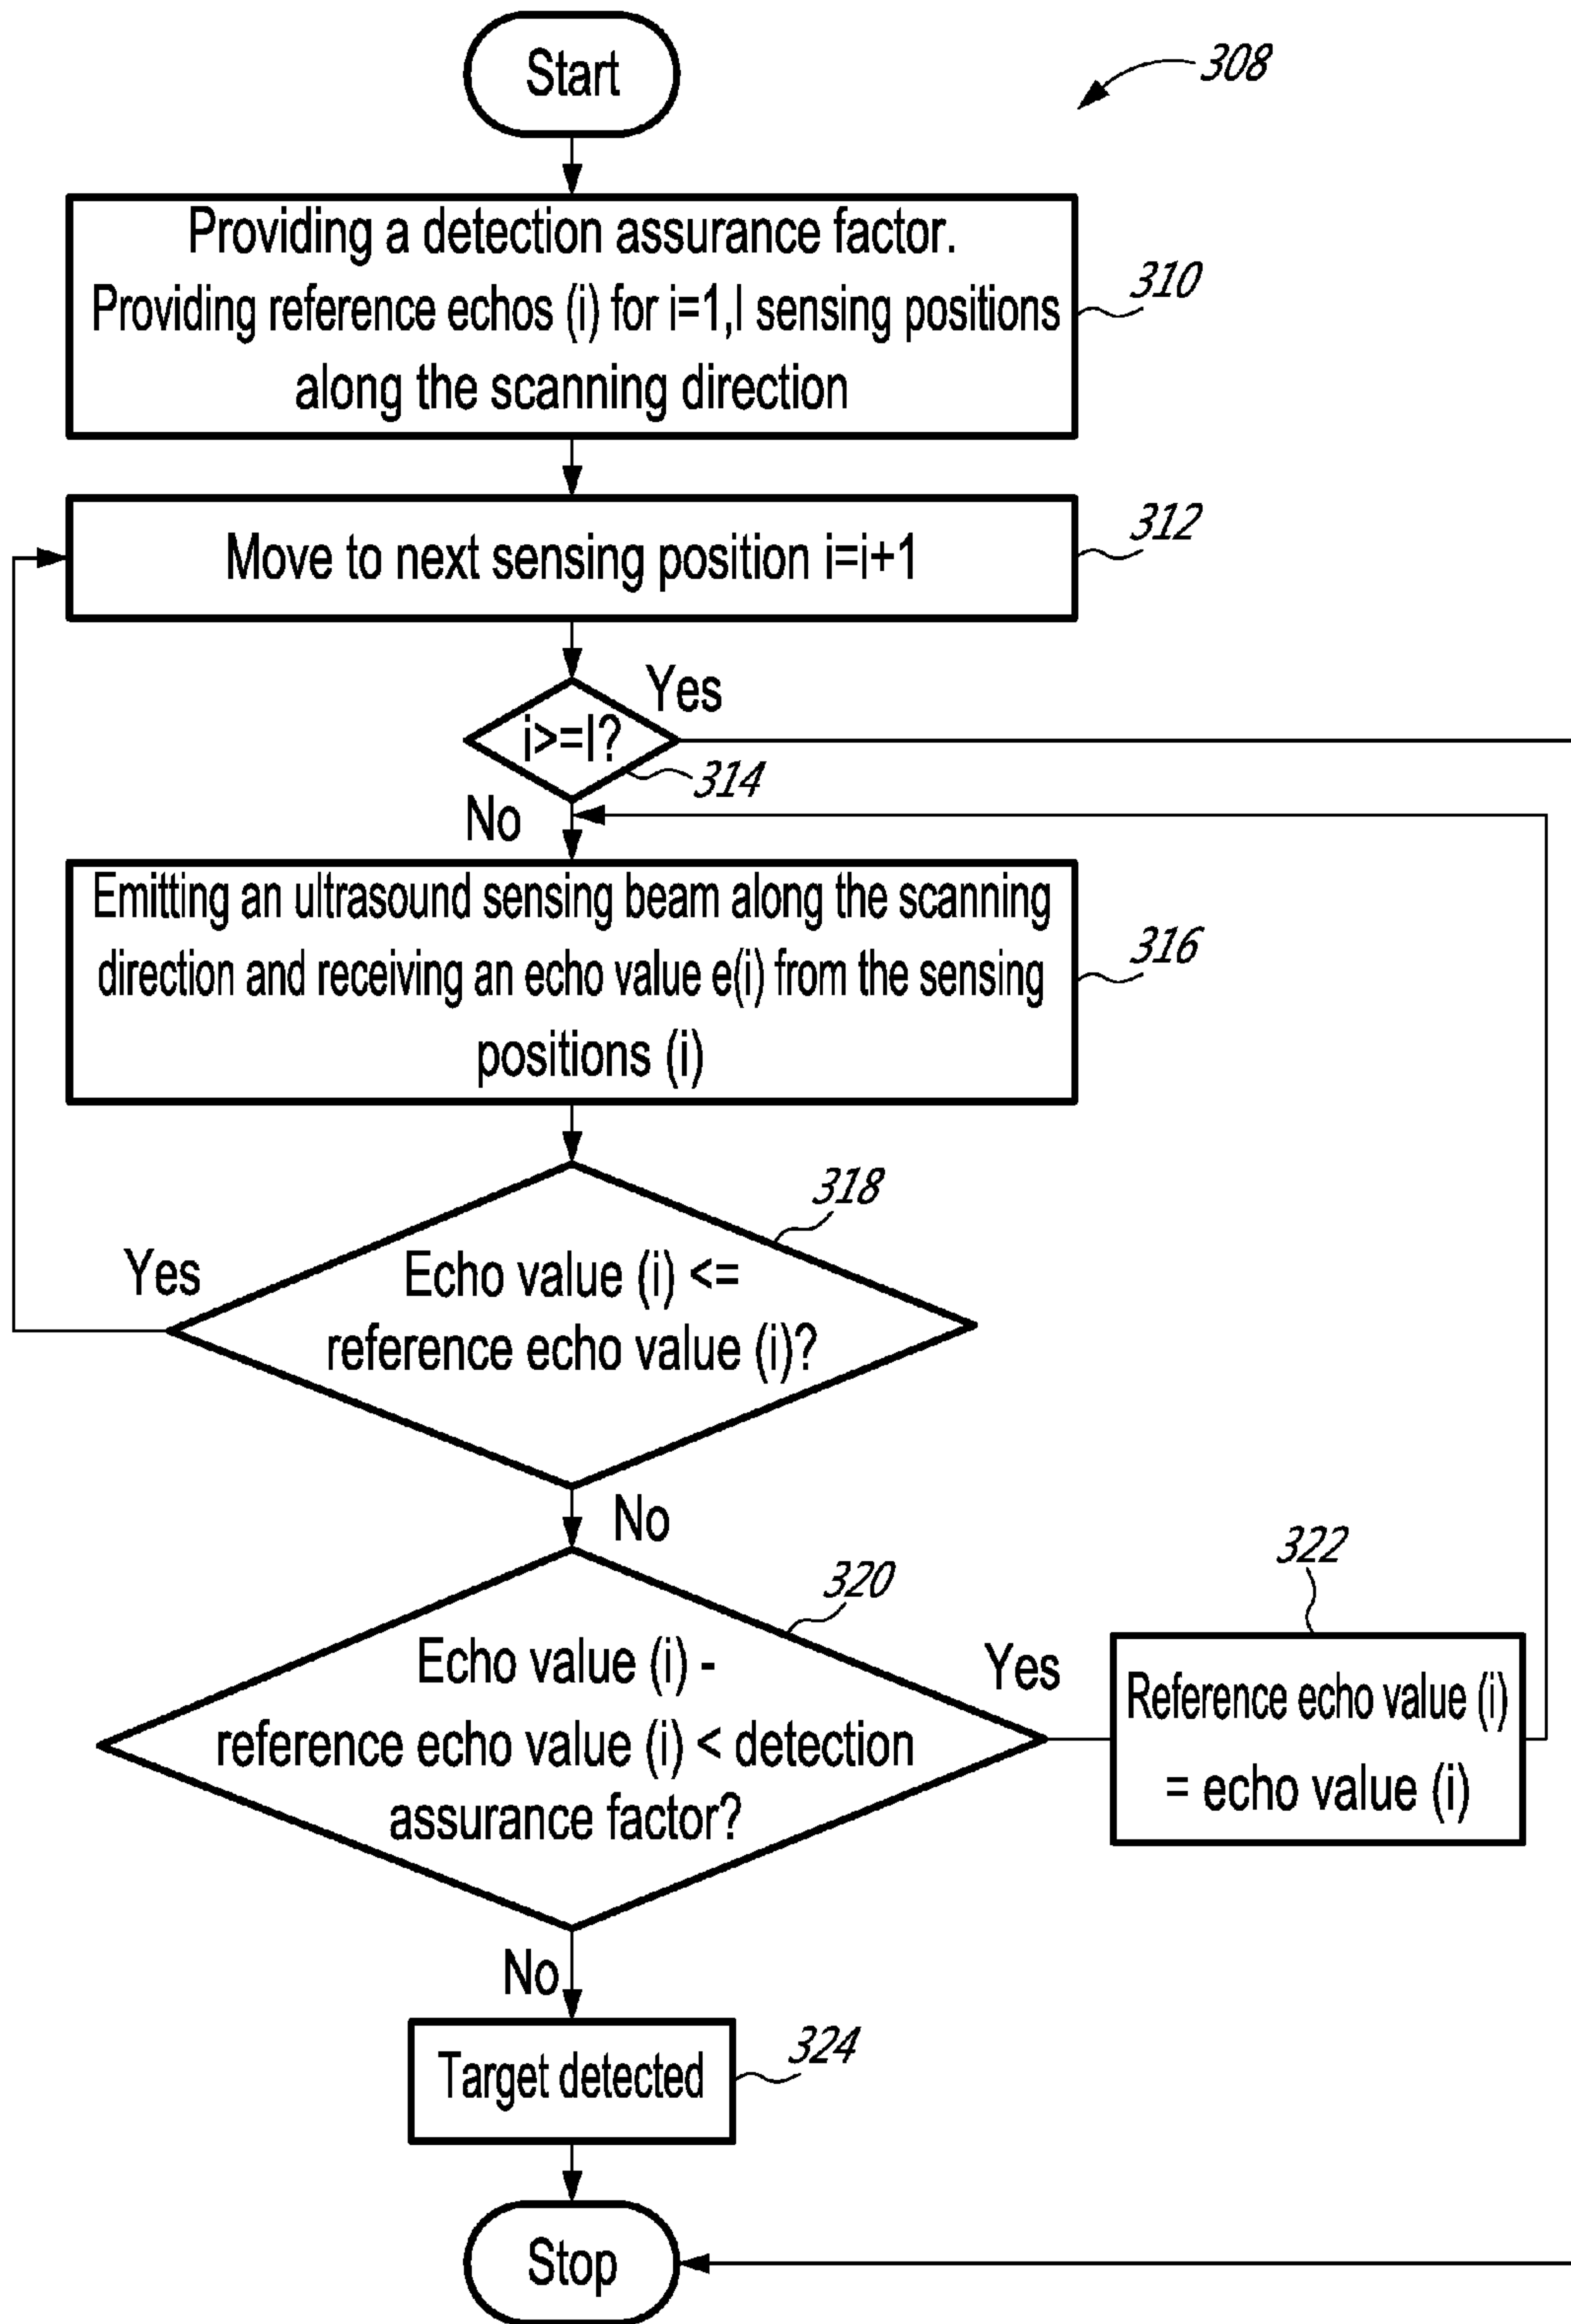 Start
308
Providing a detection assurance factor.
Providing reference echos (i) for i=1,I sensing positions
along the scanning direction
310
Move to next sensing position i=i+1
312
Yes
i>=I?
314
No
Emitting an ultrasound sensing beam along the scanning
direction and receiving an echo value e(i) from the sensing
positions (i)
316
318
Yes
Echo value (i) <=
reference echo value (i)?
No
320
322
Echo value (i) -
reference echo value (i) < detection
assurance factor?
Yes
Reference echo value (i)
= echo value (i)
No
Target detected
324
Stop